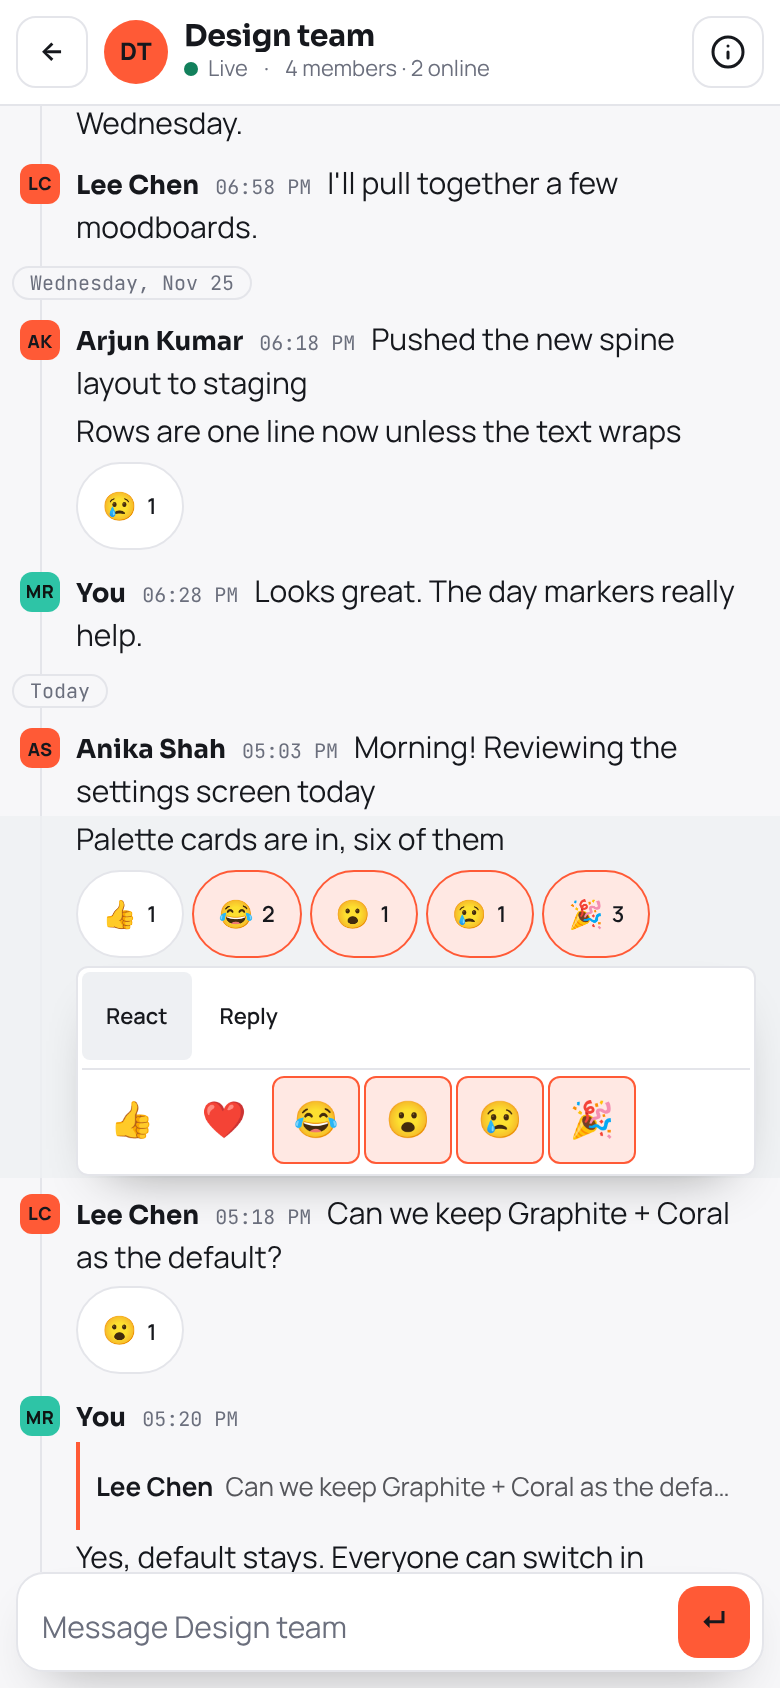 DT
Design team
Live · 4 members · 2 online
Wednesday.
LC Lee Chen 06:58 PM I'll pull together a few
moodboards.
Wednesday, Nov 25
AK Arjun Kumar 06:18 PM Pushed the new spine
layout to staging
Rows are one line now unless the text wraps
😢 1
MR You 06:28 PM Looks great. The day markers really
help.
Today
AS Anika Shah 05:03 PM Morning! Reviewing the
settings screen today
Palette cards are in, six of them
👍 1 😂 2 😮 1 😢 1 🎉 3
React Reply
👍 ❤️ 😂 😮 😢 🎉
LC Lee Chen 05:18 PM Can we keep Graphite + Coral
as the default?
😮 1
MR You 05:20 PM
Lee Chen Can we keep Graphite + Coral as the defa...
Yes, default stays. Everyone can switch in
Message Design team